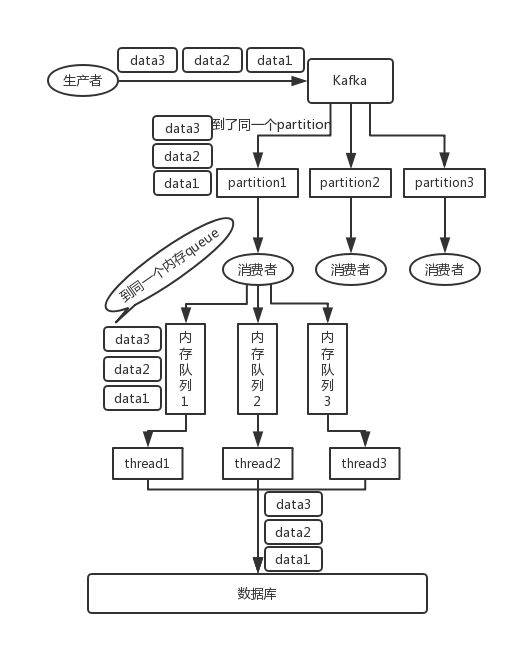 data3
data2
data1
生产者
Kafka
data3
到了同一个partition
data2
data1
partition1
partition2
partition3
到同一个内存queue
消费者
消费者
消费者
data3
data2
data1
内
存
队
列
1
内
存
队
列
2
内
存
队
列
3
thread1
thread2
thread3
data3
data2
data1
数据库